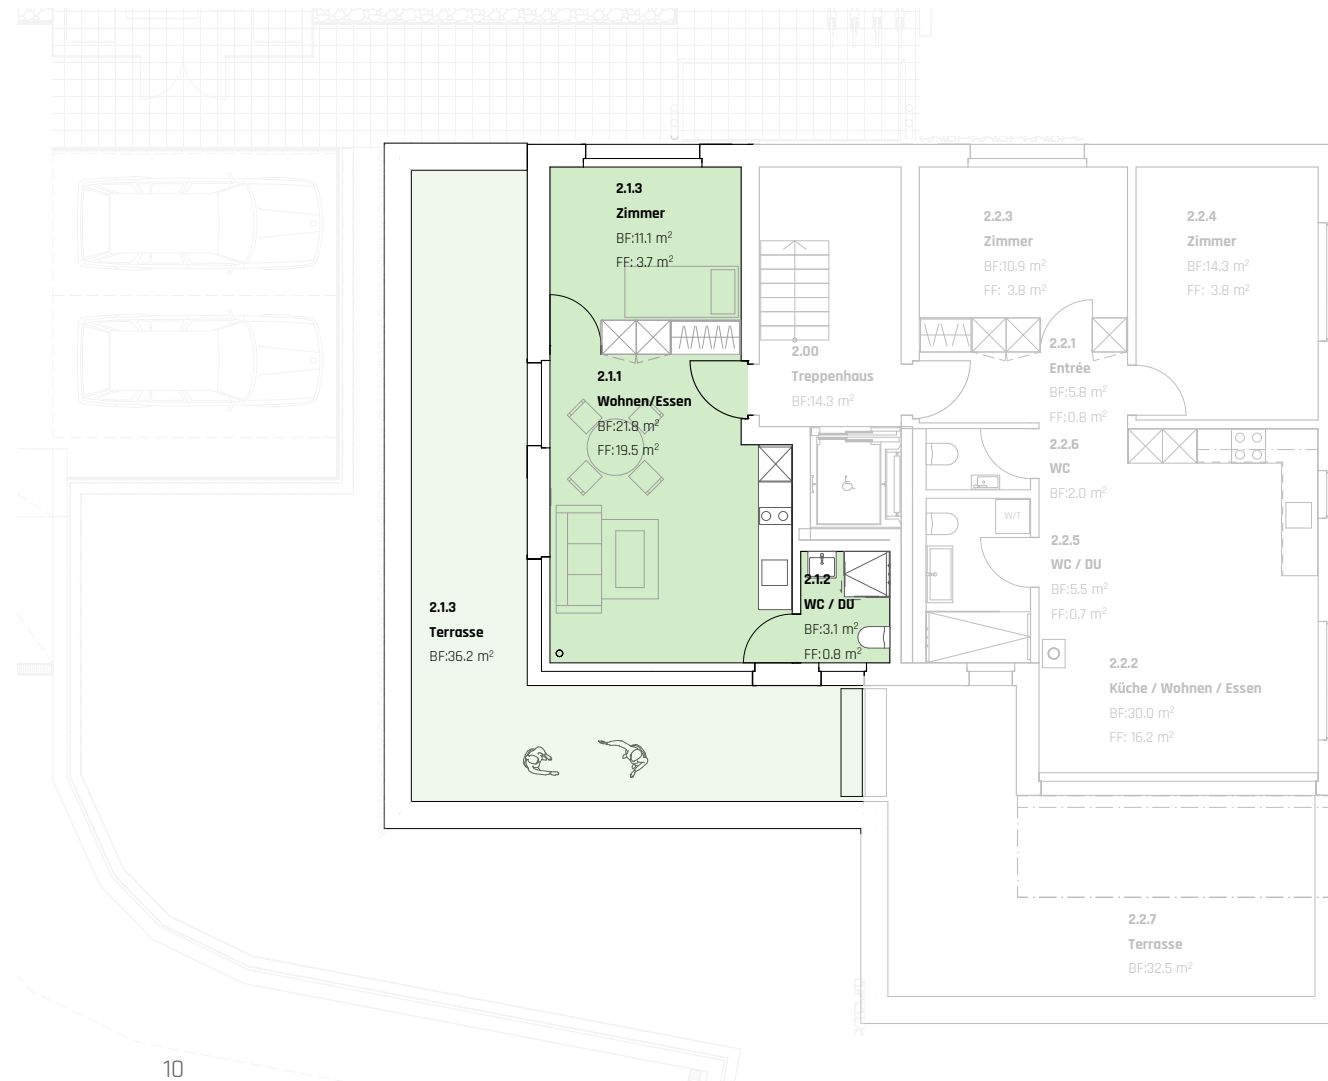 2.1.3
Zimmer
BF:11.1 m²
FF: 3.7 m²
2.2.3
Zimmer
BF:10.9 m²
FF: 3.8 m²
2.2.4
Zimmer
BF:14.3 m²
FF: 3.8 m²
2.1.1
Wohnen/Essen
BF:21.8 m²
FF:19.5 m²
2.00
Treppenhaus
BF:14.3 m²
2.2.1
Entrée
BF:5.8 m²
FF:0.8 m²
2.2.6
WC
BF:2.0 m²
W/T
2.2.5
WC / DU
BF:5.5 m²
FF:0.7 m²
2.1.2
WC / DU
BF:3.1 m²
FF:0.8 m²
2.1.3
Terrasse
BF:36.2 m²
2.2.2
Küche / Wohnen / Essen
BF:30.0 m²
FF: 16.2 m²
2.2.7
Terrasse
BF:32.5 m²
10